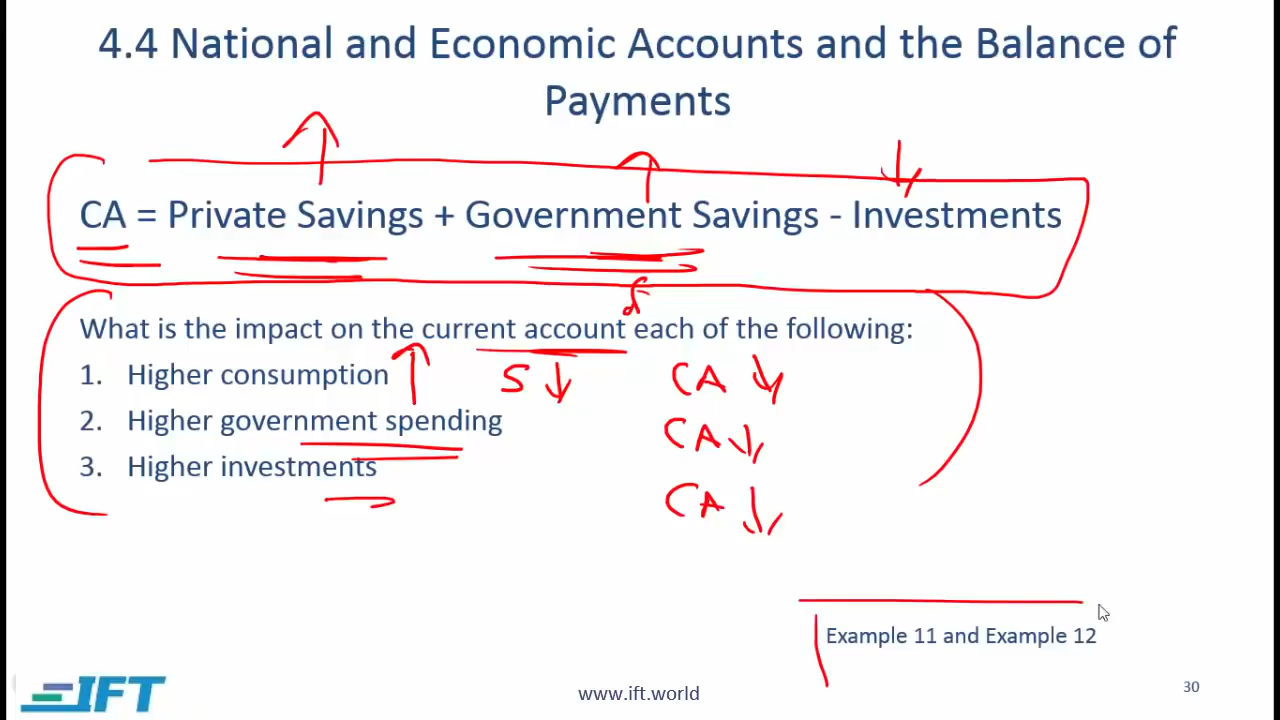 4.4 National and Economic Accounts and the Balance of
Payments
CA = Private Savings + Government Savings - Investments
What is the impact on the current account each of the following:
1. Higher consumption S CA
2. Higher government spending CA
3. Higher investments CA
Example 11 and Example 12
IFT
www.ift.world
30